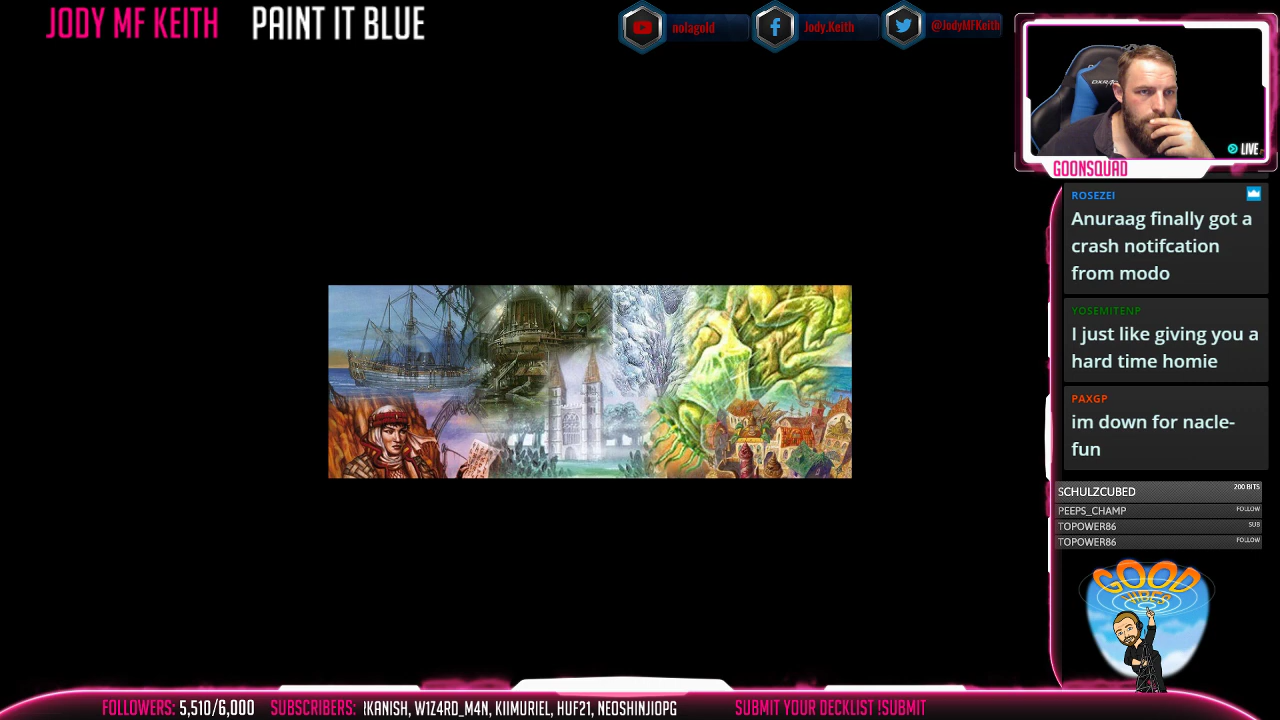 JODY MF KEITH PAINT IT BLUE
nolagold Jody.Keith @JodyMFKeith
LIVE
GOONSQUAD
ROSEZEI
Anuraag finally got a
crash notifcation
from modo
YOSEMITENP
I just like giving you a
hard time homie
PAXGP
im down for nacle-
fun
SCHULZCUBED 200 BITS
PEEPS_CHAMP FOLLOW
TOPOWER86 SUB
TOPOWER86 FOLLOW
GOOD
VIBES
FOLLOWERS: 5,510/6,000 SUBSCRIBERS: !KANISH, W1Z4RD_M4N, KIIMURIEL, HUF21, NEOSHINJIOPG SUBMIT YOUR DECKLIST !SUBMIT